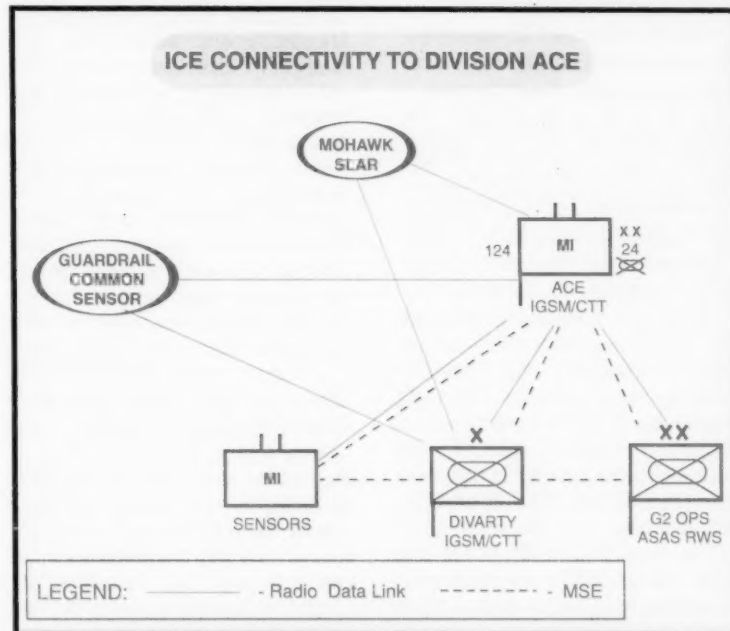 ICE CONNECTIVITY TO DIVISION ACE
MOHAWK
SLAR
GUARDRAIL
COMMON
SENSOR
124
MI
XX
24
ACE
IGSM/CTT
MI
SENSORS
X
DIVARTY
IGSM/CTT
XX
G2 OPS
ASAS RWS
LEGEND: - Radio Data Link - MSE